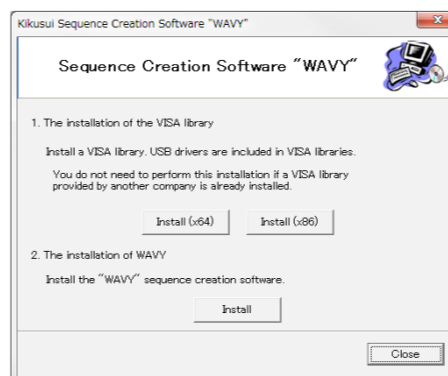 Kikusui Sequence Creation Software "WAVY"
Sequence Creation Software "WAVY"
1. The installation of the VISA library
Install a VISA library. USB drivers are included in VISA libraries.
You do not need to perform this installation if a VISA library
provided by another company is already installed.
Install (x64) Install (x86)
2. The installation of WAVY
Install the "WAVY" sequence creation software.
Install
Close